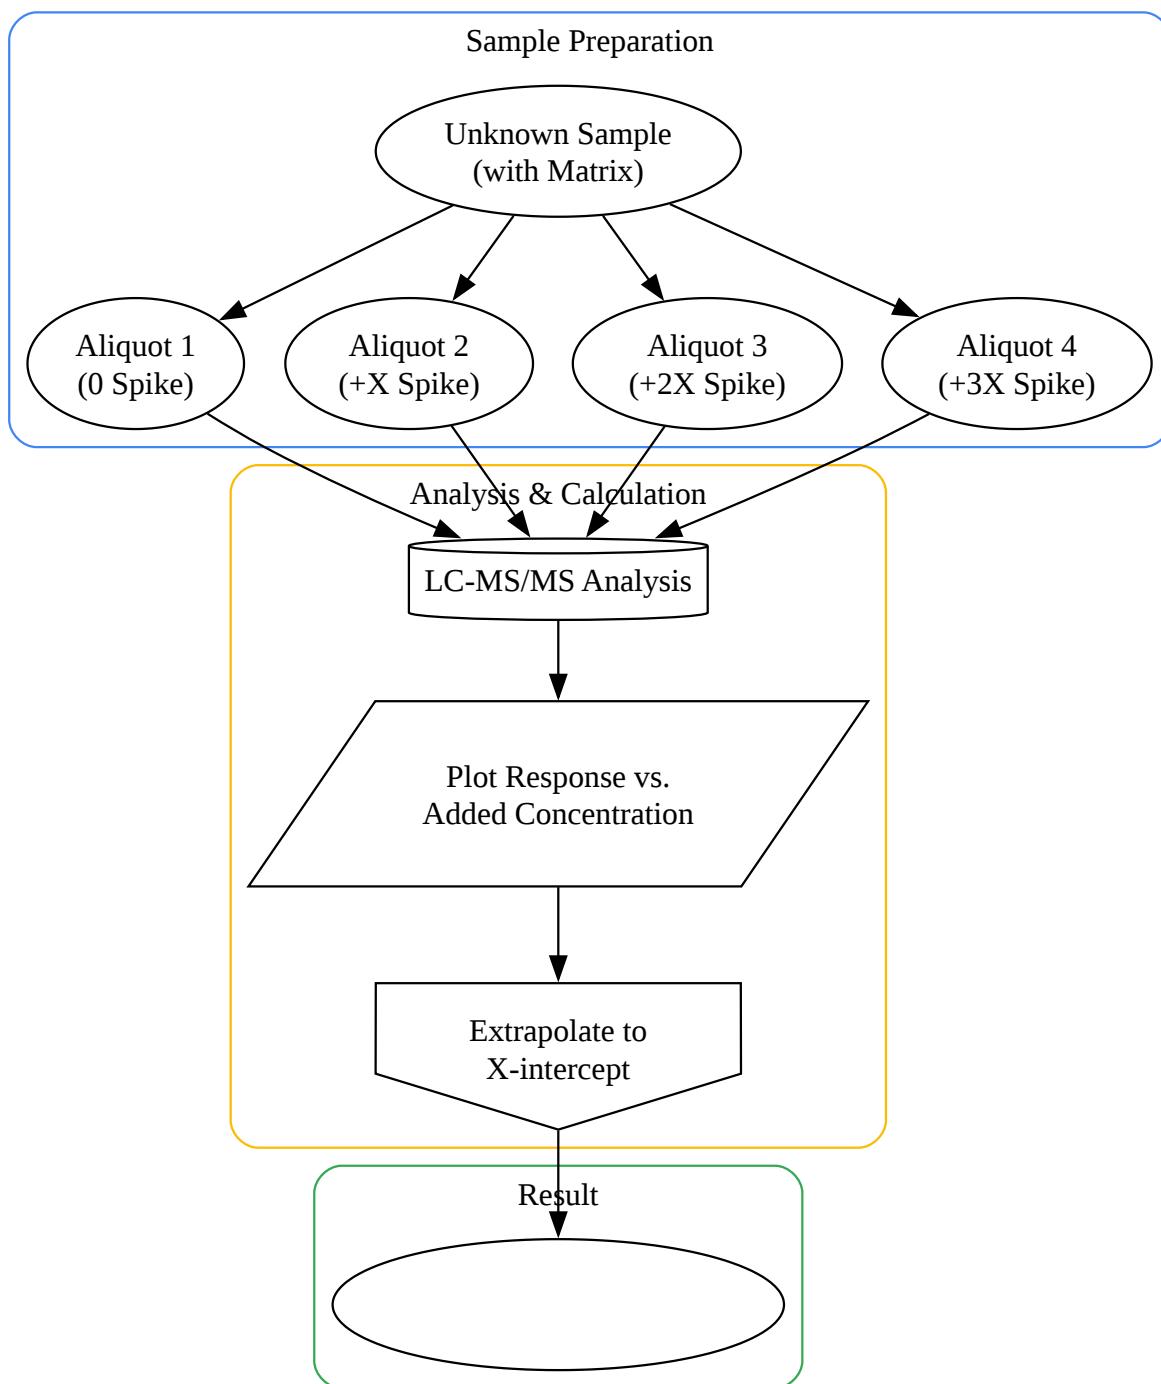 Sample Preparation
Unknown Sample
(with Matrix)
Aliquot 1
(0 Spike)
Aliquot 2
(+X Spike)
Aliquot 3
(+2X Spike)
Aliquot 4
(+3X Spike)
Analysis & Calculation
LC-MS/MS Analysis
Plot Response vs.
Added Concentration
Extrapolate to
X-intercept
Result